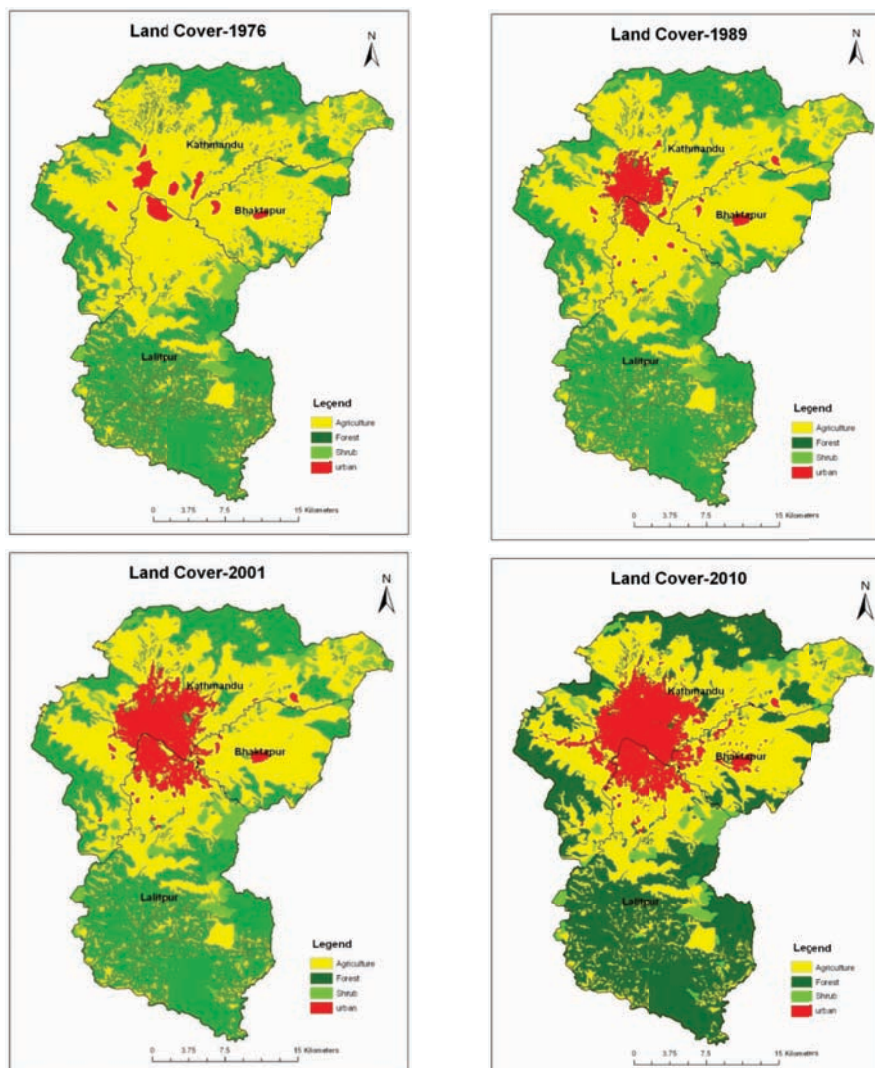 Land Cover-1976
N
Kathmandu
Bhaktapur
Lalitpur
Legend
Agriculture
Forest
Shrub
urban
0 3.75 7.5 15 Kilometers
Land Cover-1989
N
Kathmandu
Bhaktapur
Lalitpur
Legend
Agriculture
Forest
Shrub
urban
0 3.75 7.5 15 Kilometers
Land Cover-2001
N
Kathmandu
Bhaktapur
Lalitpur
Legend
Agriculture
Forest
Shrub
urban
0 3.75 7.5 15 Kilometers
Land Cover-2010
N
Kathmandu
Bhaktapur
Lalitpur
Legend
Agriculture
Forest
Shrub
urban
0 3.75 7.5 15 Kilometers